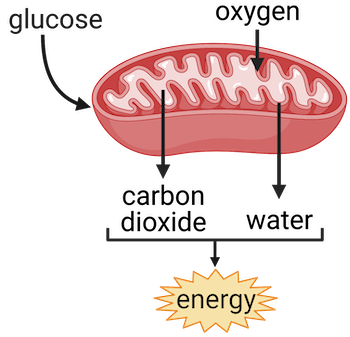 glucose
oxygen
carbon
dioxide
water
energy